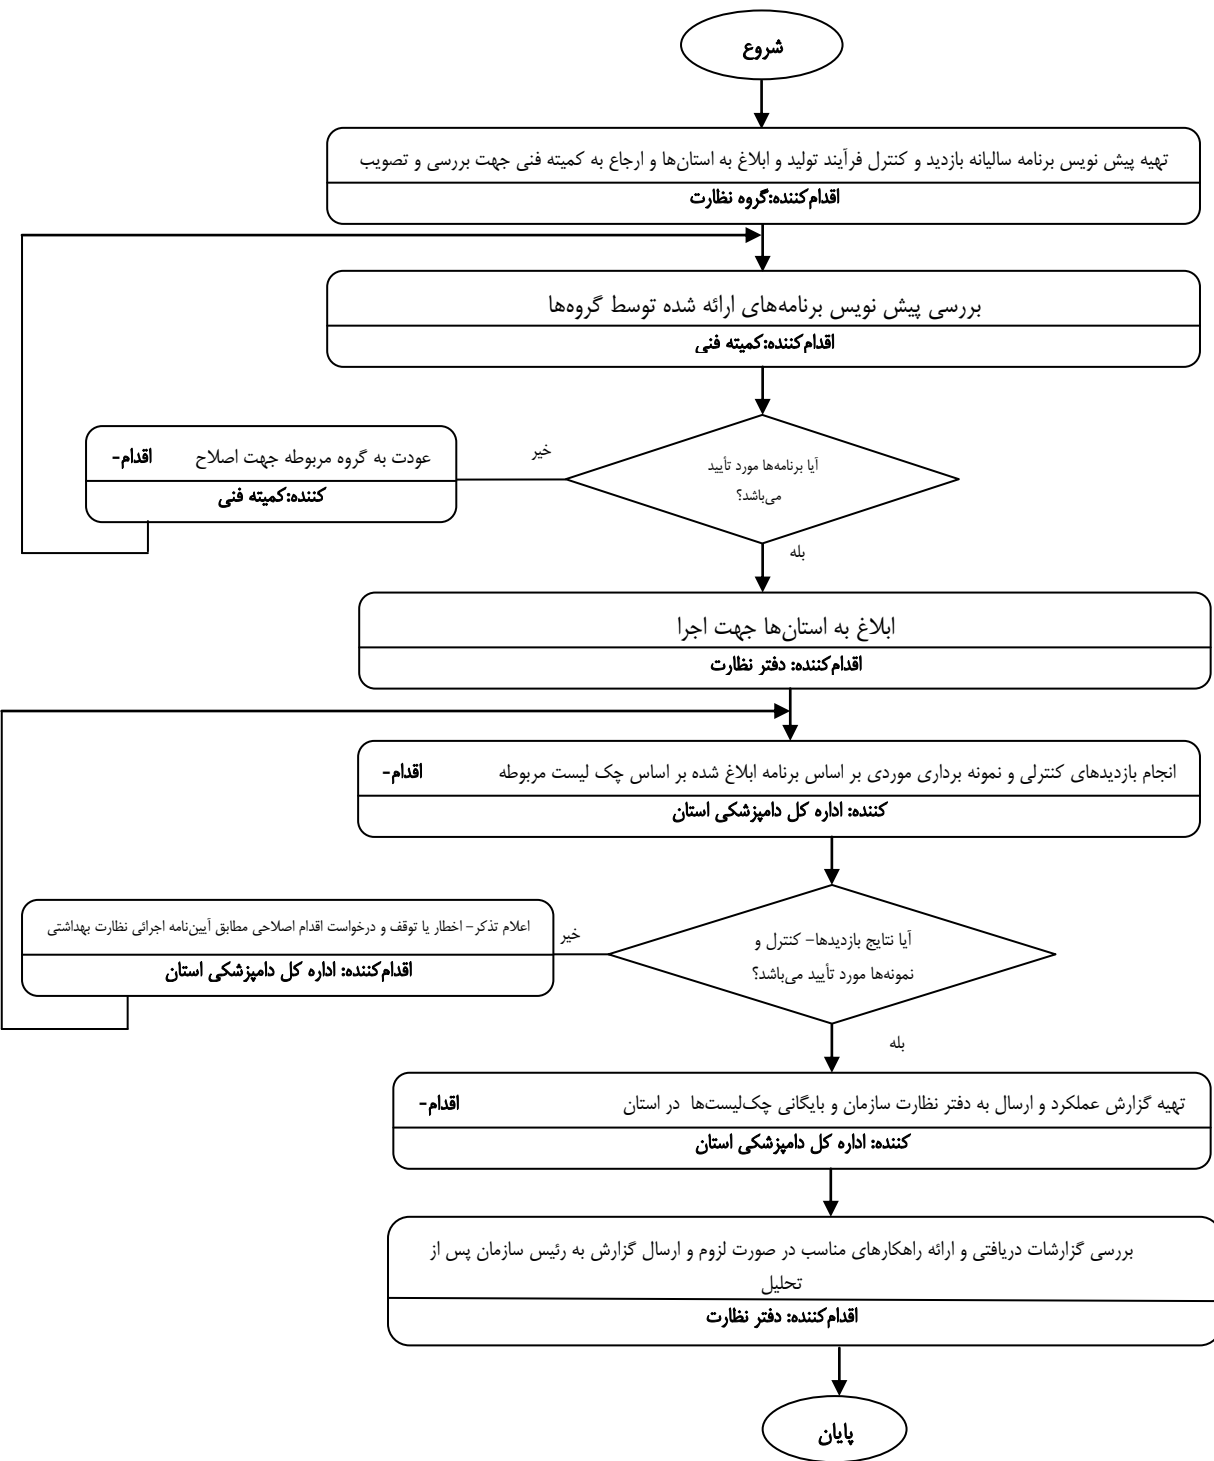 شروع
تهیه پیش نویس برنامه سالیانه بازدید و کنترل فرآیند تولید و ابلاغ به استان‌ها و ارجاع به کمیته فنی جهت بررسی و تصویب
اقدام‌کننده:گروه نظارت
بررسی پیش نویس برنامه‌های ارائه شده توسط گروه‌ها
اقدام‌کننده:کمیته فنی
آیا برنامه‌ها مورد تأیید
می‌باشد؟
خیر
عودت به گروه مربوطه جهت اصلاح اقدام-
کننده:کمیته فنی
بله
ابلاغ به استان‌ها جهت اجرا
اقدام‌کننده: دفتر نظارت
انجام بازدیدهای کنترلی و نمونه برداری موردی بر اساس برنامه ابلاغ شده بر اساس چک لیست مربوطه اقدام-
کننده: اداره کل دامپزشکی استان
آیا نتایج بازدیدها- کنترل و
نمونه‌ها مورد تأیید می‌باشد؟
خیر
اعلام تذکر- اخطار یا توقف و درخواست اقدام اصلاحی مطابق آیین‌نامه اجرائی نظارت بهداشتی
اقدام‌کننده: اداره کل دامپزشکی استان
بله
تهیه گزارش عملکرد و ارسال به دفتر نظارت سازمان و بایگانی چک‌لیست‌ها در استان اقدام-
کننده: اداره کل دامپزشکی استان
بررسی گزارشات دریافتی و ارائه راهکارهای مناسب در صورت لزوم و ارسال گزارش به رئیس سازمان پس از
تحلیل
اقدام‌کننده: دفتر نظارت
پایان